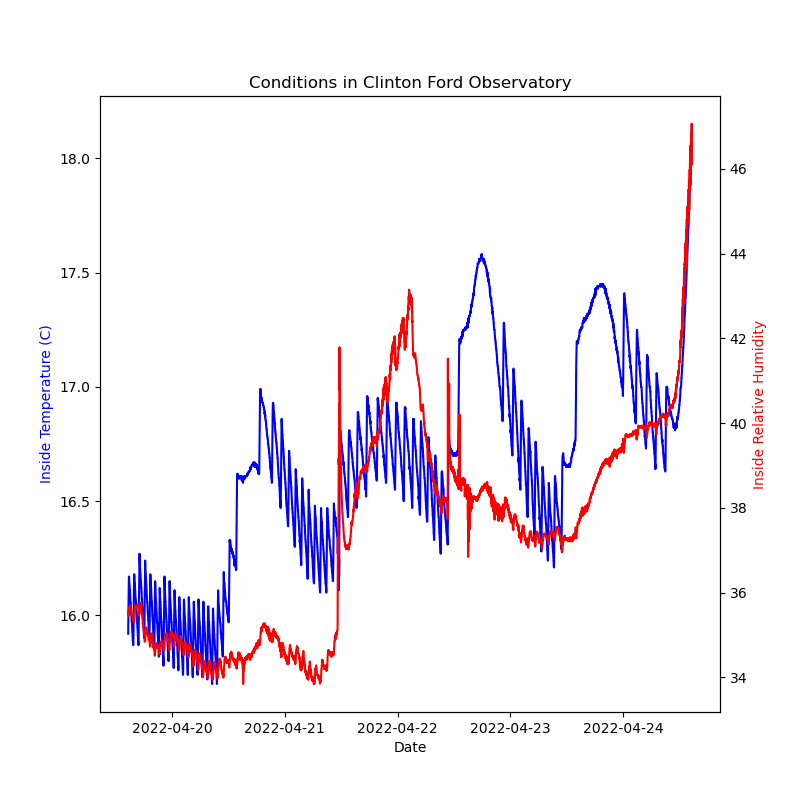 Conditions in Clinton Ford Observatory
Inside Temperature (C)
18.0
17.5
17.0
16.5
16.0
46
44
42
40
38
36
34
Inside Relative Humidity
2022-04-20 2022-04-21 2022-04-22 2022-04-23 2022-04-24
Date